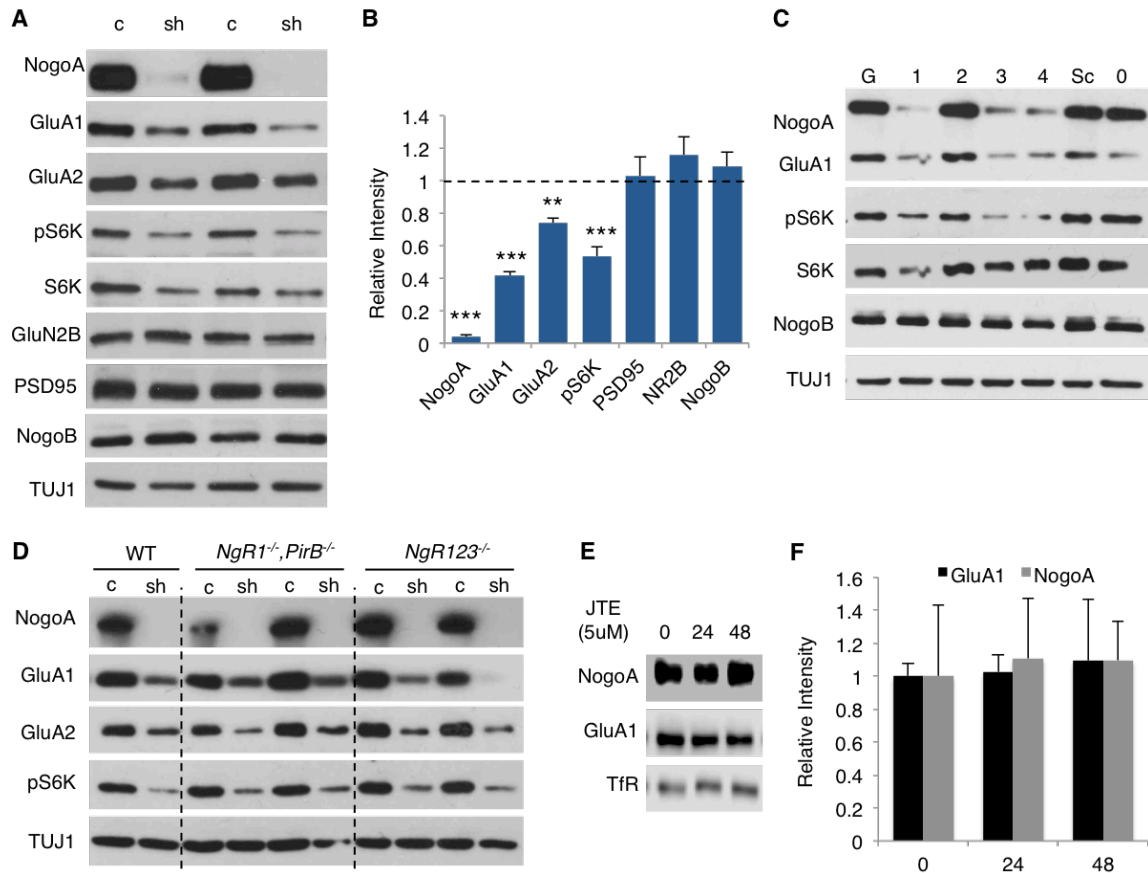 A
c sh c sh
NogoA
GluA1
GluA2
pS6K
S6K
GluN2B
PSD95
NogoB
TUJ1
B
Relative Intensity
1.4
1.2
1
0.8
0.6
0.4
0.2
0
***
***
**
***
NogoA GluA1 GluA2 pS6K PSD95 NR2B NogoB
C
G 1 2 3 4 Sc 0
NogoA
GluA1
pS6K
S6K
NogoB
TUJ1
D
WT NgR1-/-,PirB-/- NgR123-/-
c sh c sh c sh c sh c sh
NogoA
GluA1
GluA2
pS6K
TUJ1
E
JTE
(5uM) 0 24 48
NogoA
GluA1
TfR
F
GluA1 NogoA
Relative Intensity
1.6
1.4
1.2
1
0.8
0.6
0.4
0.2
0
0 24 48